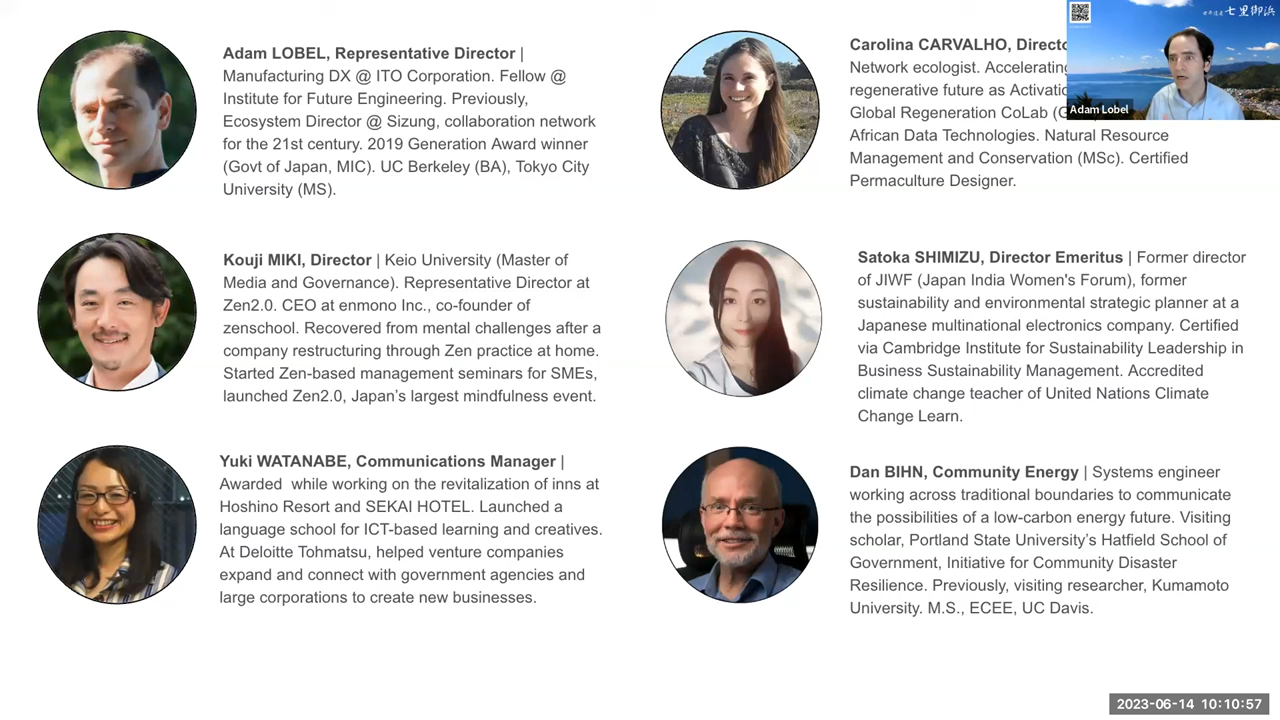 Adam LOBEL, Representative Director |
Manufacturing DX @ ITO Corporation. Fellow @
Institute for Future Engineering. Previously,
Ecosystem Director @ Sizung, collaboration network
for the 21st century. 2019 Generation Award winner
(Govt of Japan, MIC). UC Berkeley (BA), Tokyo City
University (MS).
Carolina CARVALHO,
Network ecologist. Accelerating
regenerative future as
Global Regeneration CoLab
African Data Technologies. Natural Resource
Management and Conservation (MSc). Certified
Permaculture Designer.
七里御浜
Adam Lobel
Kouji MIKI, Director | Keio University (Master of
Media and Governance). Representative Director at
Zen2.0. CEO at enmono Inc., co-founder of
zenschool. Recovered from mental challenges after a
company restructuring through Zen practice at home.
Started Zen-based management seminars for SMEs,
launched Zen2.0, Japan's largest mindfulness event.
Satoka SHIMIZU, Director Emeritus | Former director
of JIWF (Japan India Women's Forum), former
sustainability and environmental strategic planner at a
Japanese multinational electronics company. Certified
via Cambridge Institute for Sustainability Leadership in
Business Sustainability Management. Accredited
climate change teacher of United Nations Climate
Change Learn.
Yuki WATANABE, Communications Manager |
Awarded  while working on the revitalization of inns at
Hoshino Resort and SEKAI HOTEL. Launched a
language school for ICT-based learning and creatives.
At Deloitte Tohmatsu, helped venture companies
expand and connect with government agencies and
large corporations to create new businesses.
Dan BIHN, Community Energy | Systems engineer
working across traditional boundaries to communicate
the possibilities of a low-carbon energy future. Visiting
scholar, Portland State University's Hatfield School of
Government, Initiative for Community Disaster
Resilience. Previously, visiting researcher, Kumamoto
University. M.S., ECEE, UC Davis.
2023-06-14 10:10:57